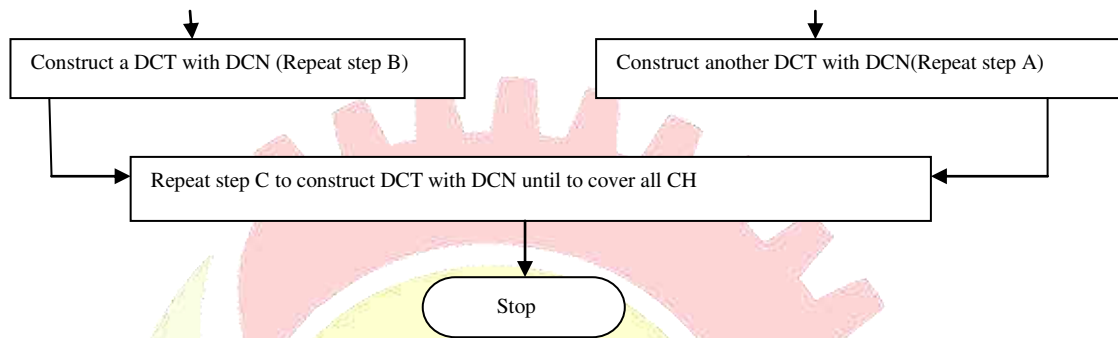 Construct a DCT with DCN (Repeat step B)
Construct another DCT with DCN(Repeat step A)
Repeat step C to construct DCT with DCN until to cover all CH
Stop